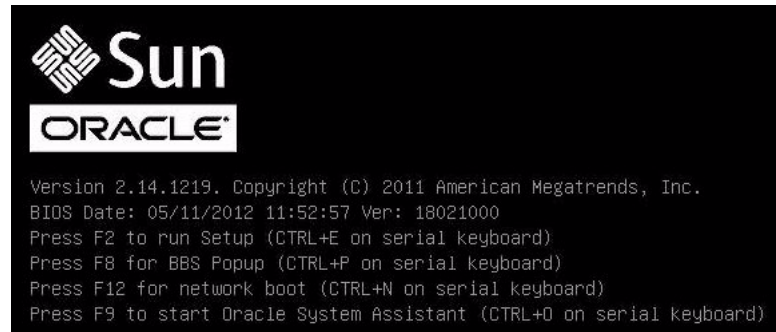 Sun
ORACLE
Version 2.14.1219. Copyright (C) 2011 American Megatrends, Inc.
BIOS Date: 05/11/2012 11:52:57 Ver: 18021000
Press F2 to run Setup (CTRL+E on serial keyboard)
Press F8 for BBS Popup (CTRL+P on serial keyboard)
Press F12 for network boot (CTRL+N on serial keyboard)
Press F9 to start Oracle System Assistant (CTRL+O on serial keyboard)